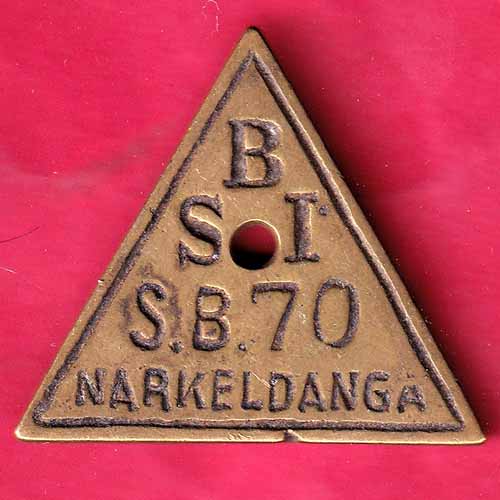 B
S I
S.B.70
NARKELDANGA